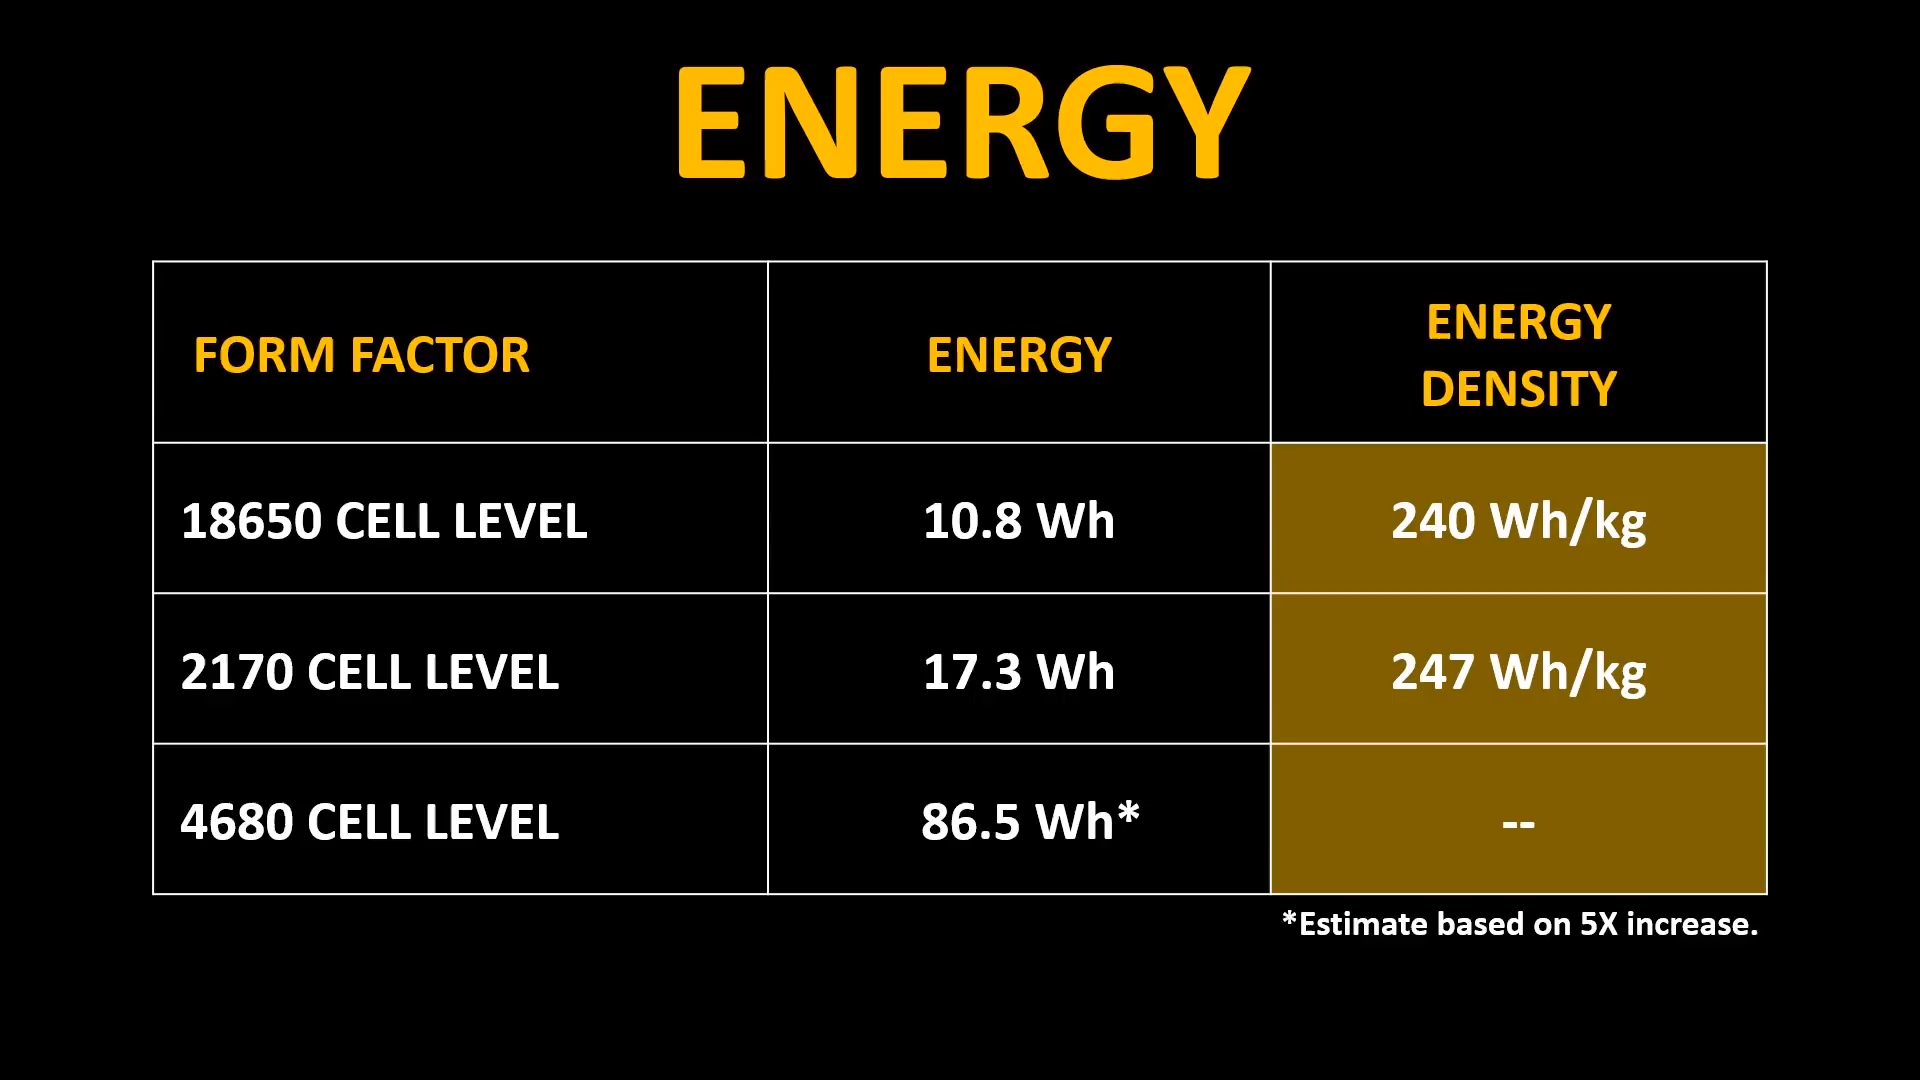 ENERGY
FORM FACTOR
ENERGY
ENERGY
DENSITY
18650 CELL LEVEL
10.8 Wh
240 Wh/kg
2170 CELL LEVEL
17.3 Wh
247 Wh/kg
4680 CELL LEVEL
86.5 Wh*
--
*Estimate based on 5X increase.